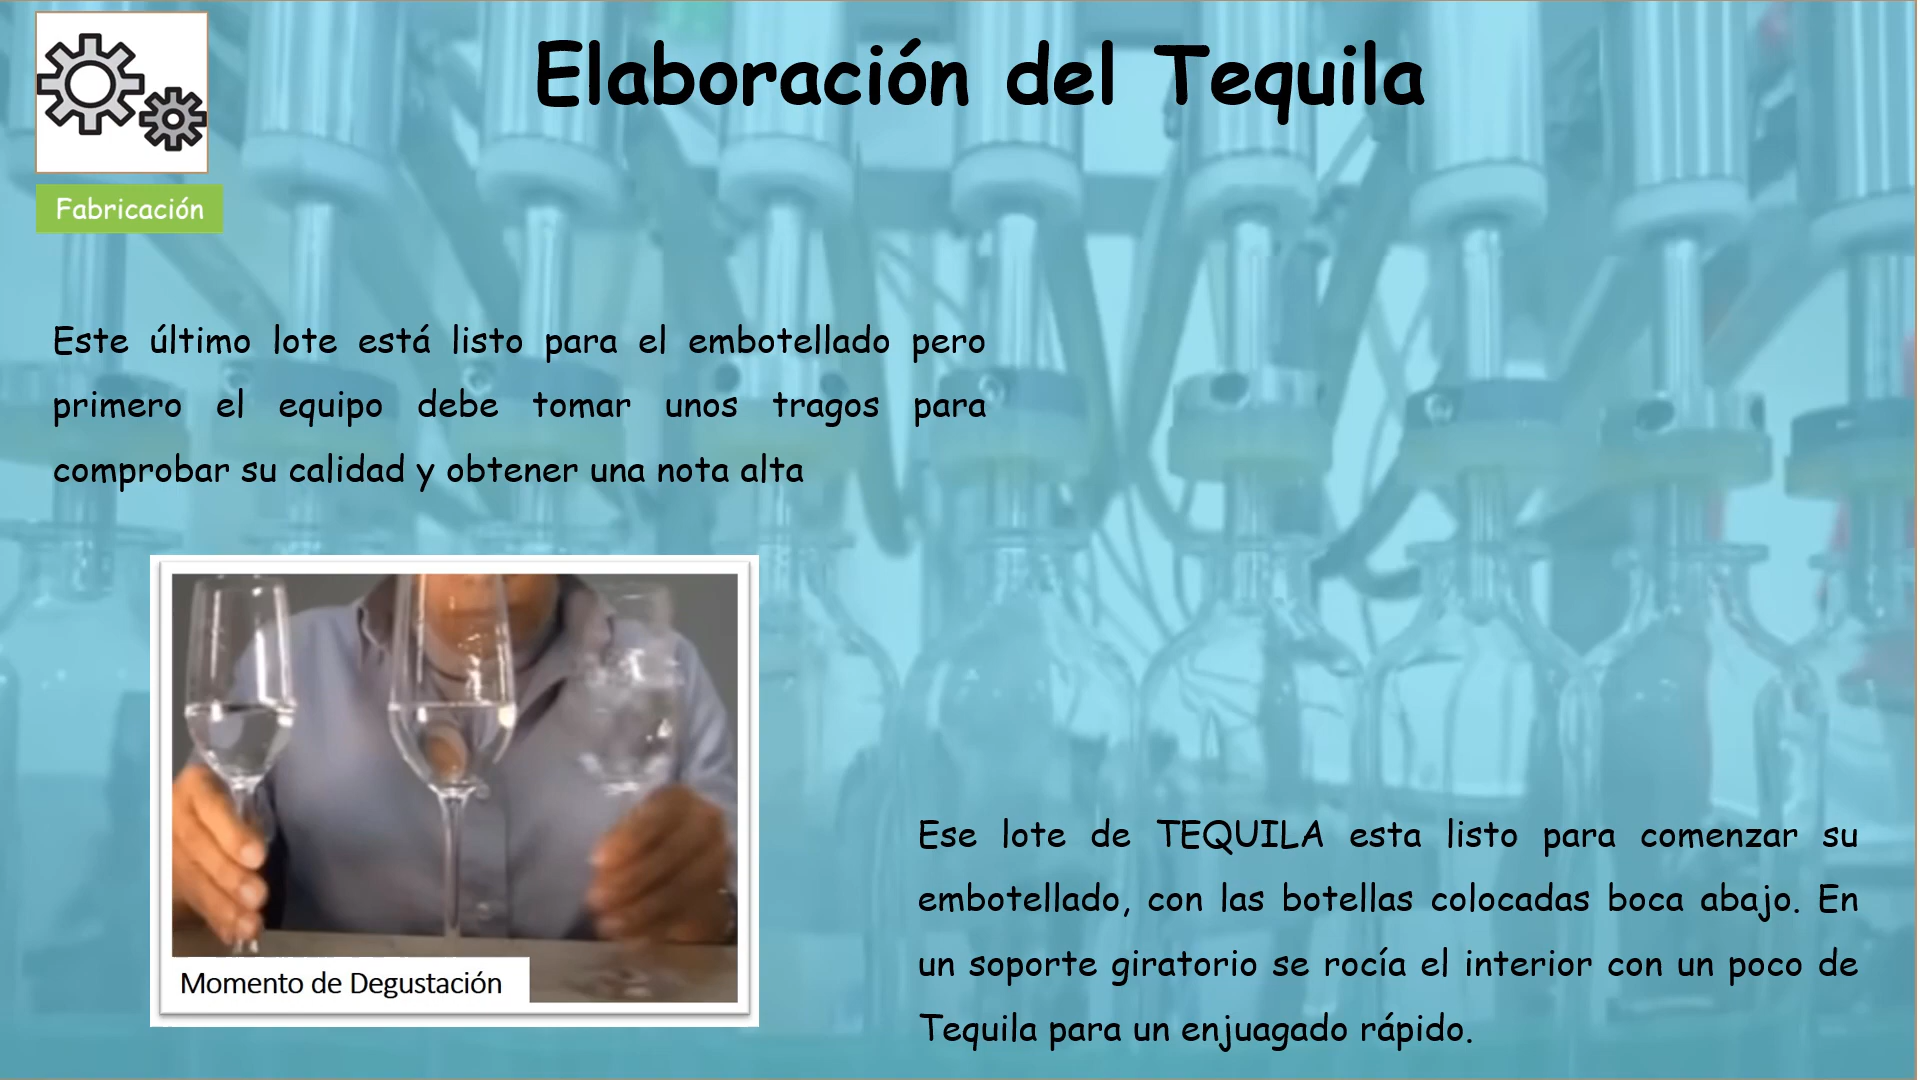 Elaboración del Tequila
Fabricación
Este último lote está listo para el embotellado pero
primero el equipo debe tomar unos tragos para
comprobar su calidad y obtener una nota alta
Momento de Degustación
Ese lote de TEQUILA esta listo para comenzar su
embotellado, con las botellas colocadas boca abajo. En
un soporte giratorio se rocía el interior con un poco de
Tequila para un enjuagado rápido.